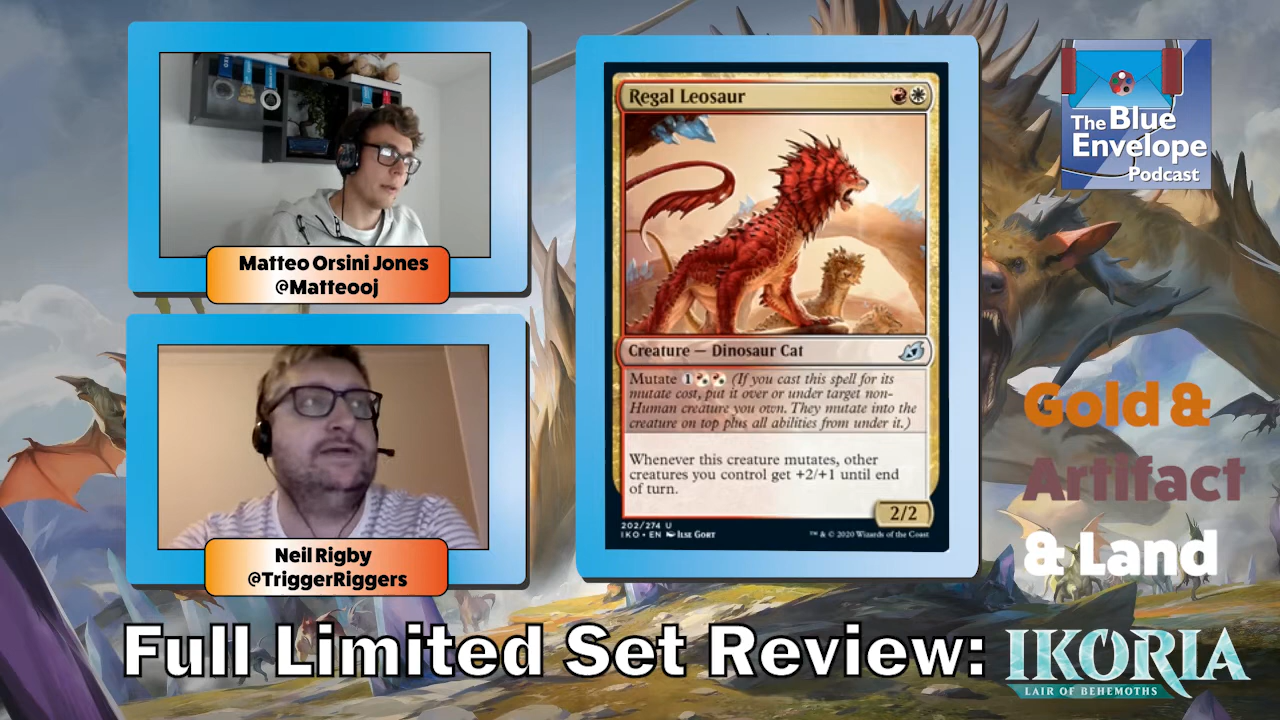 Matteo Orsini Jones
@Matteooj
Neil Rigby
@TriggerRiggers
Regal Leosaur
Creature — Dinosaur Cat
Mutate 1 (If you cast this spell for its
mutate cost, put it over or under target non-
Human creature you own. They mutate into the
creature on top plus all abilities from under it.)
Whenever this creature mutates, other
creatures you control get +2/+1 until end
of turn.
2/2
202/274 U
IKO • EN Ilse Gort
™ & © 2020 Wizards of the Coast
The Blue
Envelope
Podcast
Gold &
Artifact
& Land
Full Limited Set Review:
IKORIA
LAIR OF BEHEMOTHS